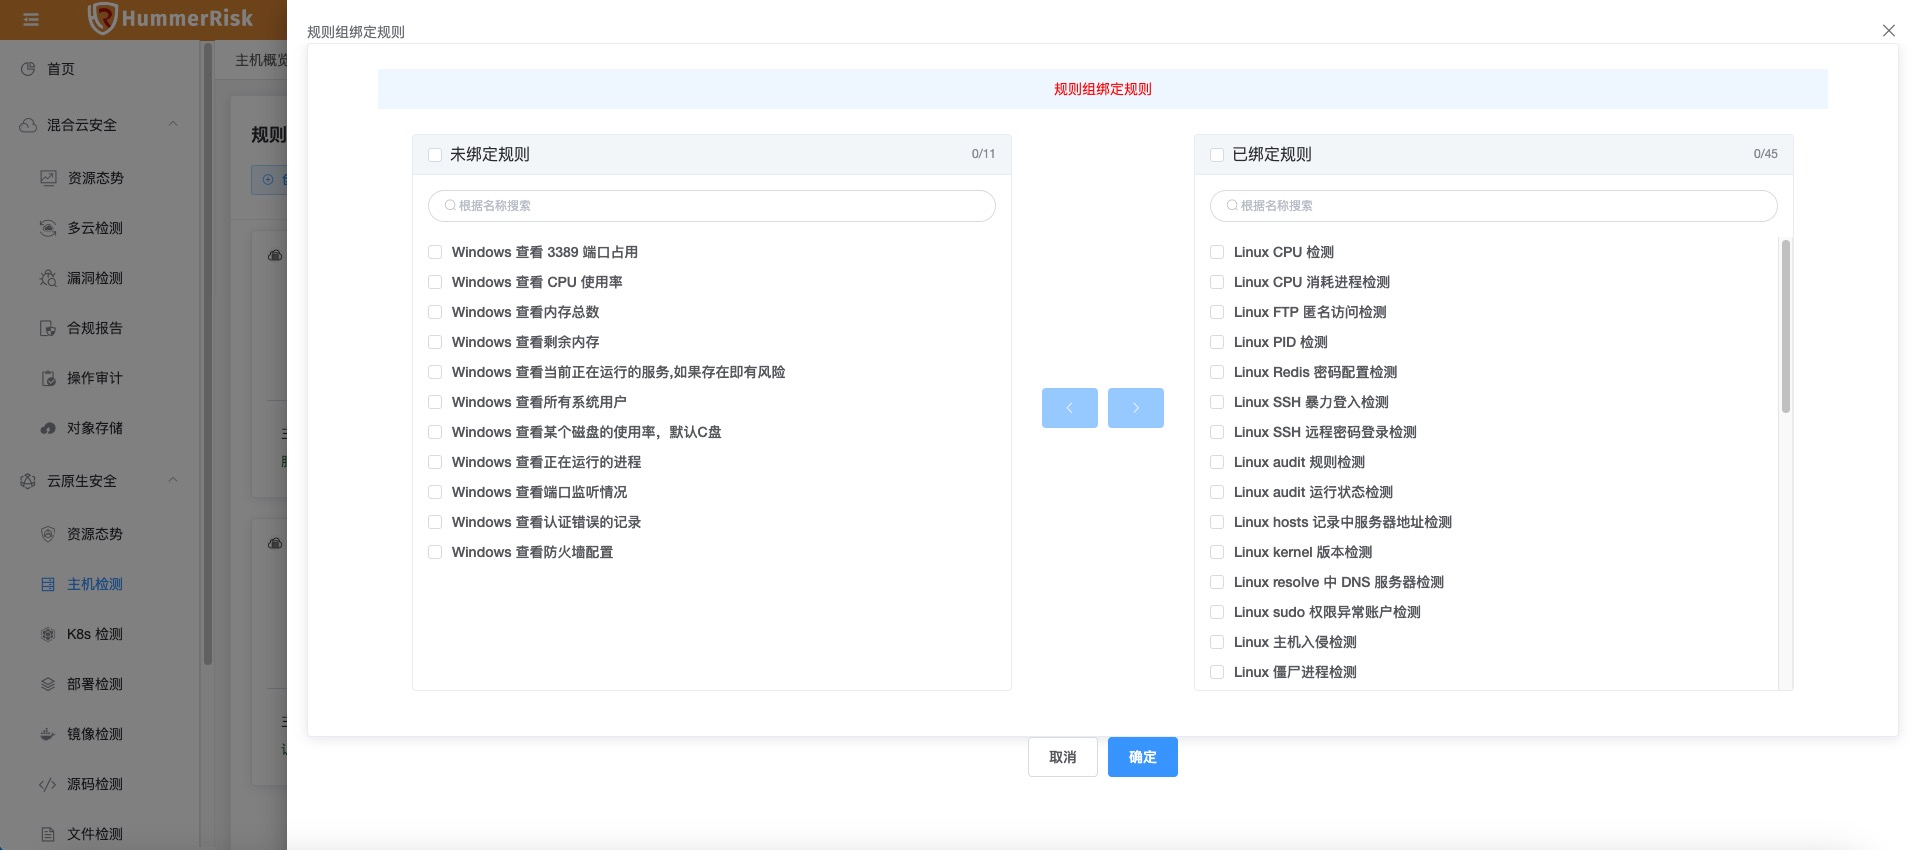 HummerRisk
首页
混合云安全
资源态势
多云检测
漏洞检测
合规报告
操作审计
对象存储
云原生安全
资源态势
主机检测
K8s 检测
部署检测
镜像检测
源码检测
文件检测
主机概览
规则
规则组绑定规则
规则组绑定规则
未绑定规则 0/11
根据名称搜索
Windows 查看 3389 端口占用
Windows 查看 CPU 使用率
Windows 查看内存总数
Windows 查看剩余内存
Windows 查看当前正在运行的服务,如果存在即有风险
Windows 查看所有系统用户
Windows 查看某个磁盘的使用率，默认C盘
Windows 查看正在运行的进程
Windows 查看端口监听情况
Windows 查看认证错误的记录
Windows 查看防火墙配置
已绑定规则 0/45
根据名称搜索
Linux CPU 检测
Linux CPU 消耗进程检测
Linux FTP 匿名访问检测
Linux PID 检测
Linux Redis 密码配置检测
Linux SSH 暴力登入检测
Linux SSH 远程密码登录检测
Linux audit 规则检测
Linux audit 运行状态检测
Linux hosts 记录中服务器地址检测
Linux kernel 版本检测
Linux resolve 中 DNS 服务器检测
Linux sudo 权限异常账户检测
Linux 主机入侵检测
Linux 僵尸进程检测
取消
确定